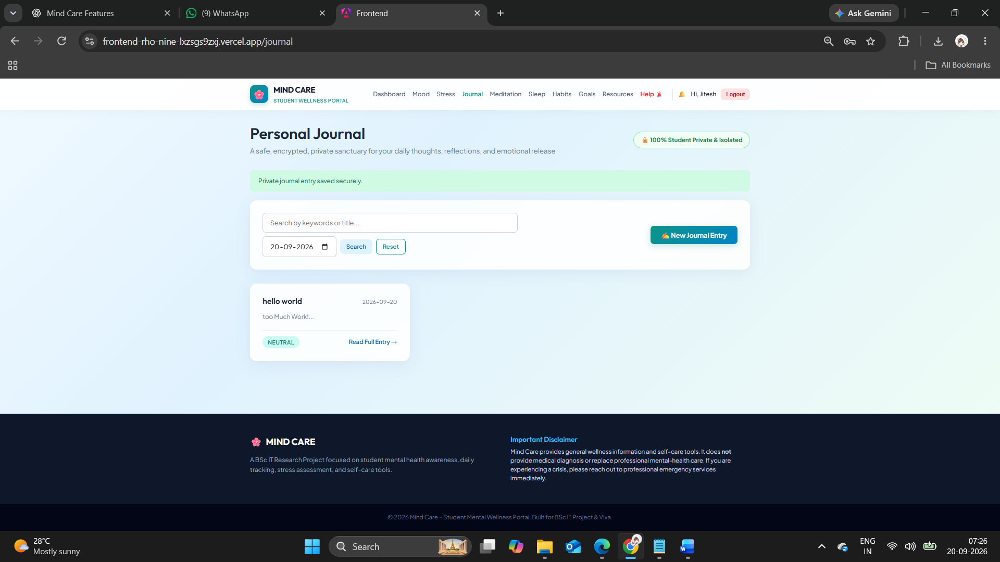 Mind Care Features
(9) WhatsApp
Frontend
Ask Gemini
frontend-rho-nine-lxzsgs9zxj.vercel.app/journal
All Bookmarks
MIND CARE
STUDENT WELLNESS PORTAL
Dashboard Mood Stress Journal Meditation Sleep Habits Goals Resources Help 🚨 🔔 Hi, Jitesh Logout
Personal Journal
A safe, encrypted, private sanctuary for your daily thoughts, reflections, and emotional release
🔒 100% Student Private & Isolated
Private journal entry saved securely.
Search by keywords or title...
20-09-2026 Search Reset
✍️ New Journal Entry
hello world 2026-09-20
too Much Work!...
NEUTRAL Read Full Entry →
🌸 MIND CARE
A BSc IT Research Project focused on student mental health awareness, daily
tracking, stress assessment, and self-care tools.
Important Disclaimer
Mind Care provides general wellness information and self-care tools. It does not
provide medical diagnosis or replace professional mental-health care. If you are
experiencing a crisis, please reach out to professional emergency services
immediately.
© 2026 Mind Care – Student Mental Wellness Portal. Built for BSc IT Project & Viva.
28°C
Mostly sunny
Search
ENG
IN
07:26
20-09-2026